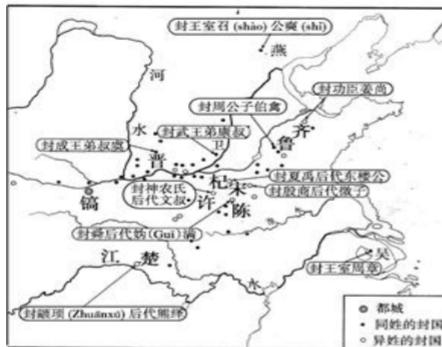 封王室召 (shào) 公奭 (shì)
燕
河
封功臣姜尚
封周公子伯禽
齐
水
封武王弟康叔
鲁
封成王弟叔虞
晋
卫
封夏禹后代东楼公
杞
宋
封殷商后代微子
镐
封神农氏
后代文叔
许
陈
封舜后代妫(Guī)满
江
楚
吴
封王室周章
水
封颛顼 (Zhuānxū) 后代熊绎
都城
同姓的封国
异姓的封国